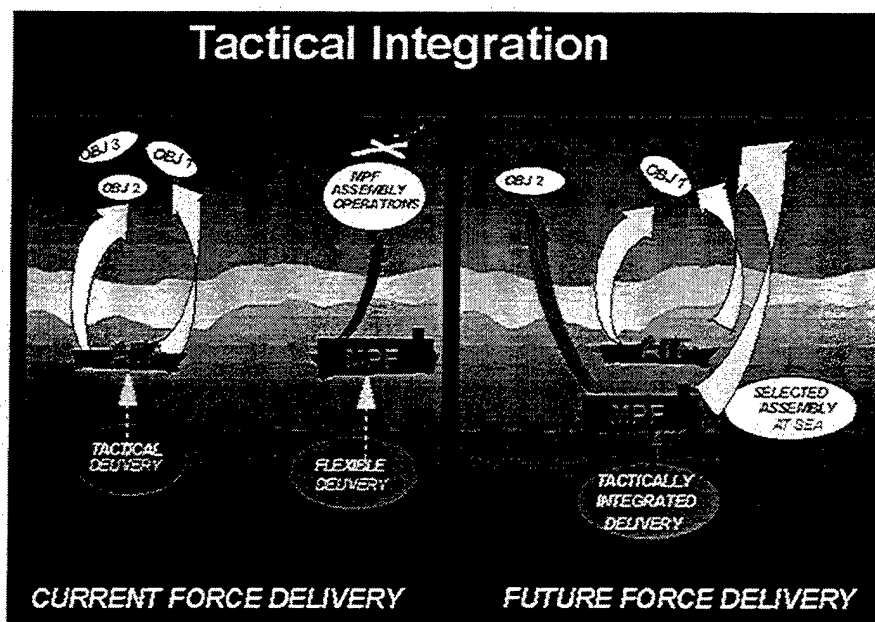 Tactical Integration
OBJ 3
OBJ 1
OBJ 2
MPF
ASSEMBLY
OPERATIONS
MPF
TACTICAL
DELIVERY
FLEXIBLE
DELIVERY
CURRENT FORCE DELIVERY
OBJ 2
OBJ 1
MPF
SELECTED
ASSEMBLY
AT SEA
TACTICALLY
INTEGRATED
DELIVERY
FUTURE FORCE DELIVERY